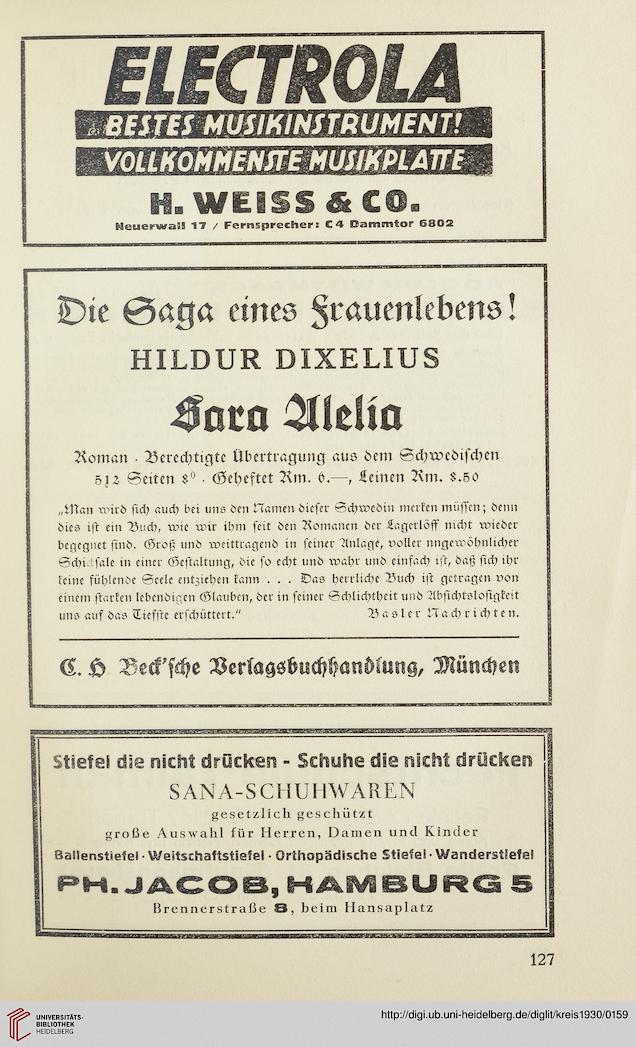 ELECTROLA
BESTES MUSIKINSTRUMENT!
VOLLKOMMENSTE MUSIKPLATTE
H. WEISS & CO.
Neuerwall 17 / Fernsprecher: C 4 Dammtor 6802
Die Saga eines Frauenlebens!
HILDUR DIXELIUS
Sara Alelia
Roman · Berechtigte Übertragung aus dem Schwedischen
512 Seiten 8⁰ · Geheftet Rm. 6.—, Leinen Rm. 8.50
„Man wird sich auch bei uns den Namen dieser Schwedin merken müssen; denn
dies ist ein Buch, wie wir ihm seit den Romanen der Lagerlöff nicht wieder
begegnet sind. Groß und weittragend in seiner Anlage, voller ungewöhnlicher
Schicksale in einer Gestaltung, die so echt und wahr und einfach ist, daß sich ihr
keine fühlende Seele entziehen kann . . . Das herrliche Buch ist getragen von
einem starken lebendigen Glauben, der in seiner Schlichtheit und Absichtslosigkeit
uns auf das Tiefste erschüttert." Basler Nachrichten.
C. H Beck'sche Verlagsbuchhandlung, München
Stiefel die nicht drücken - Schuhe die nicht drücken
SANA-SCHUHWAREN
gesetzlich geschützt
große Auswahl für Herren, Damen und Kinder
Ballenstiefel · Weitschaftstiefel · Orthopädische Stiefel · Wanderstiefel
PH. JACOB, HAMBURG 5
Brennerstraße 8, beim Hansaplatz
127
UNIVERSITÄTS-
BIBLIOTHEK
HEIDELBERG
http://digi.ub.uni-heidelberg.de/diglit/kreis1930/0159